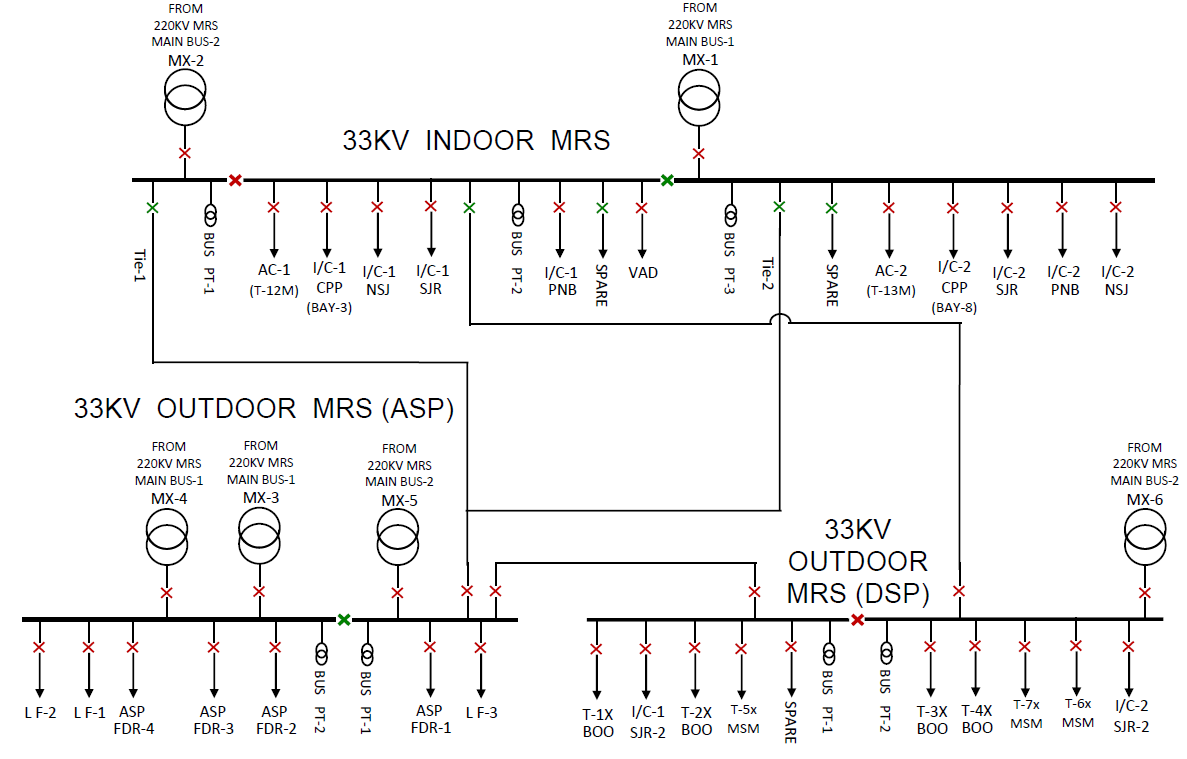 FROM
220KV MRS
MAIN BUS-2
MX-2
FROM
220KV MRS
MAIN BUS-1
MX-1
33KV INDOOR MRS
Tie-1
BUS PT-1
AC-1
(T-12M)
I/C-1
CPP
(BAY-3)
I/C-1
NSJ
I/C-1
SJR
BUS PT-2
I/C-1
PNB
SPARE
VAD
BUS PT-3
Tie-2
SPARE
AC-2
(T-13M)
I/C-2
CPP
(BAY-8)
I/C-2
SJR
I/C-2
PNB
I/C-2
NSJ
33KV OUTDOOR MRS (ASP)
FROM
220KV MRS
MAIN BUS-1
MX-4
FROM
220KV MRS
MAIN BUS-1
MX-3
FROM
220KV MRS
MAIN BUS-2
MX-5
33KV
OUTDOOR
MRS (DSP)
FROM
220KV MRS
MAIN BUS-2
MX-6
L F-2
L F-1
ASP
FDR-4
ASP
FDR-3
ASP
FDR-2
BUS PT-2
BUS PT-1
ASP
FDR-1
L F-3
T-1X
BOO
I/C-1
SJR-2
T-2X
BOO
T-5x
MSM
SPARE
BUS PT-1
BUS PT-2
T-3X
BOO
T-4X
BOO
T-7x
MSM
T-6x
MSM
I/C-2
SJR-2